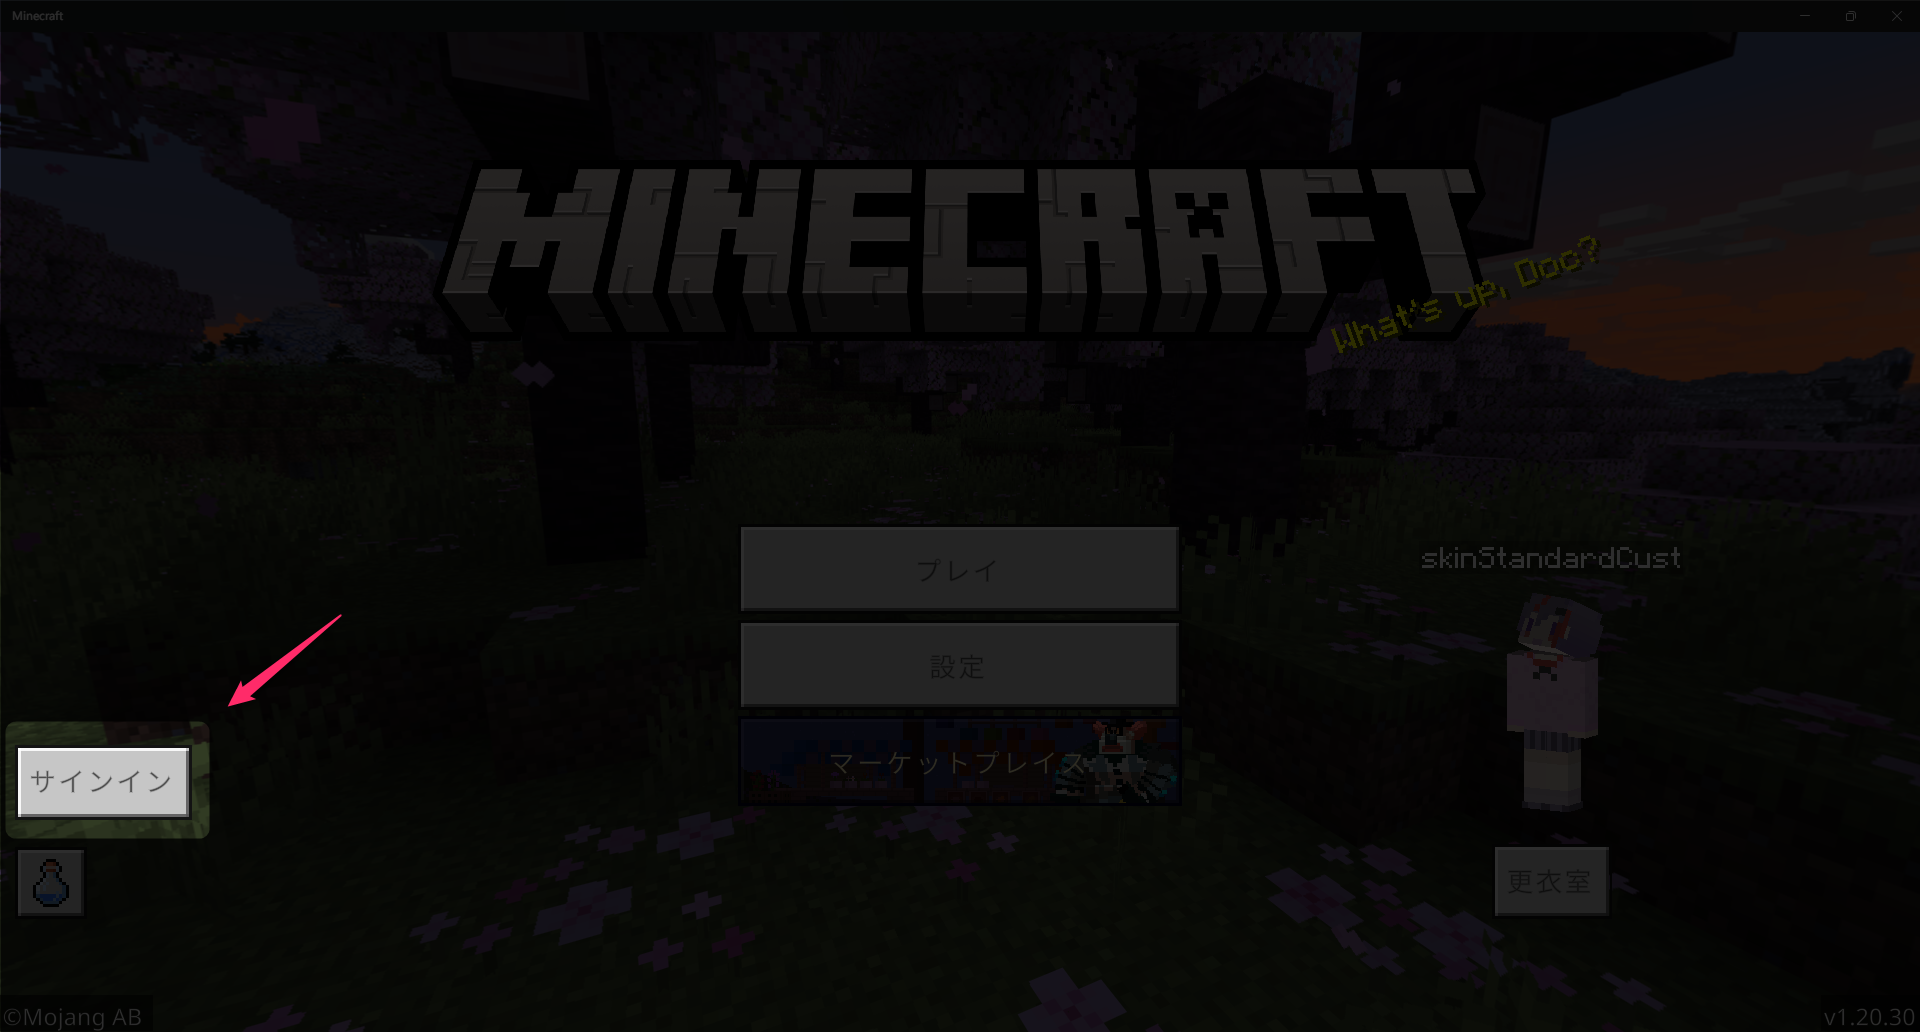 Minecraft
MINECRAFT
What's up, Doc?
プレイ
skinStandardCust
設定
マーケットプレイス
サインイン
更衣室
©Mojang AB
v1.20.30